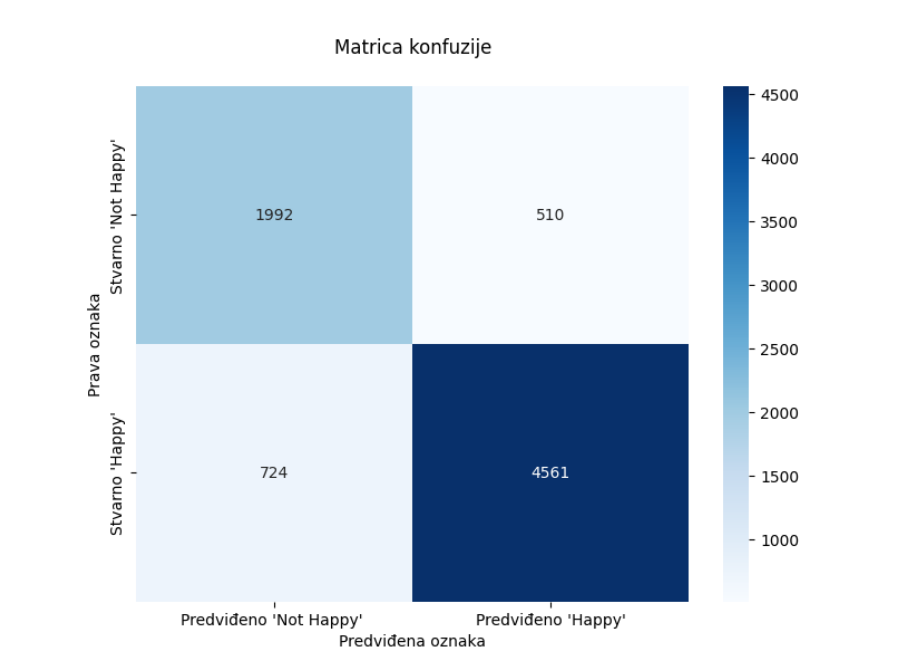 Matrica konfuzije
Prava oznaka
Stvarno 'Not Happy'
Stvarno 'Happy'
1992
510
724
4561
Predviđeno 'Not Happy'
Predviđeno 'Happy'
Predviđena oznaka
4500
4000
3500
3000
2500
2000
1500
1000